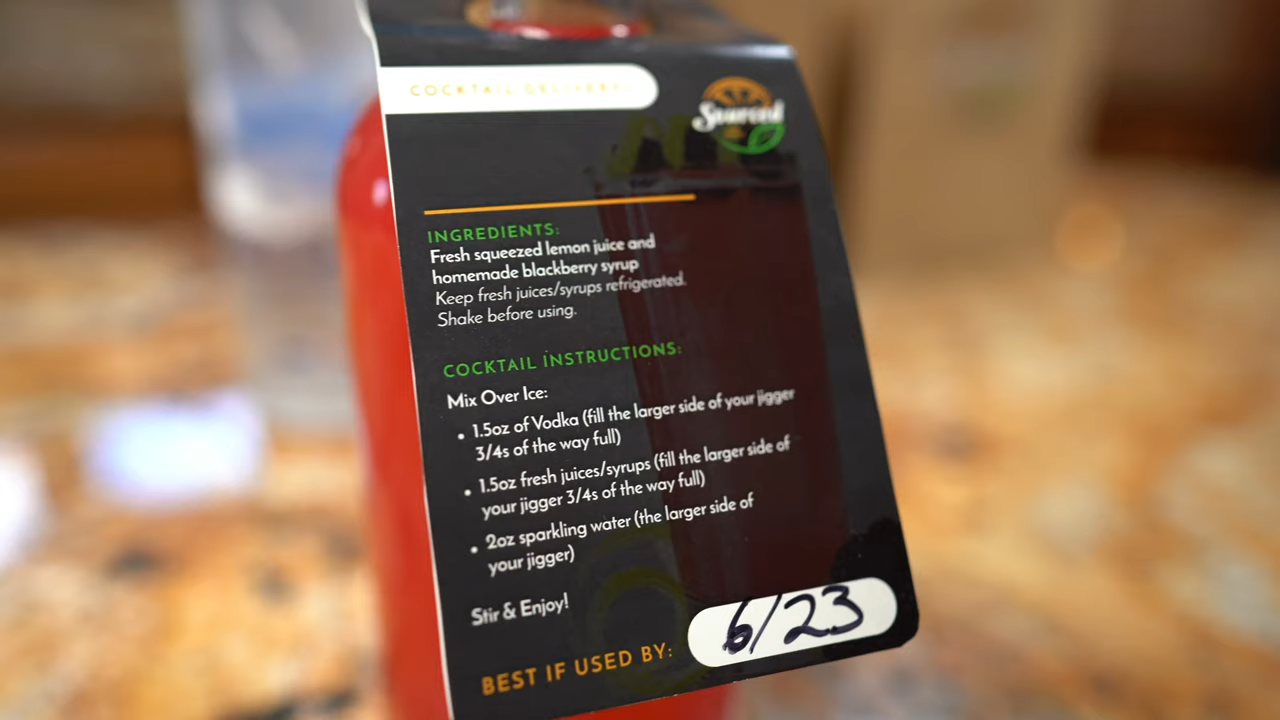 COCKTAIL DELIVERY
Sourced
INGREDIENTS:
Fresh squeezed lemon juice and
homemade blackberry syrup
Keep fresh juices/syrups refrigerated.
Shake before using.
COCKTAIL INSTRUCTIONS:
Mix Over Ice:
• 1.5oz of Vodka (fill the larger side of your jigger
3/4s of the way full)
• 1.5oz fresh juices/syrups (fill the larger side of
your jigger 3/4s of the way full)
• 2oz sparkling water (the larger side of
your jigger)
Stir & Enjoy!
BEST IF USED BY: 6/23